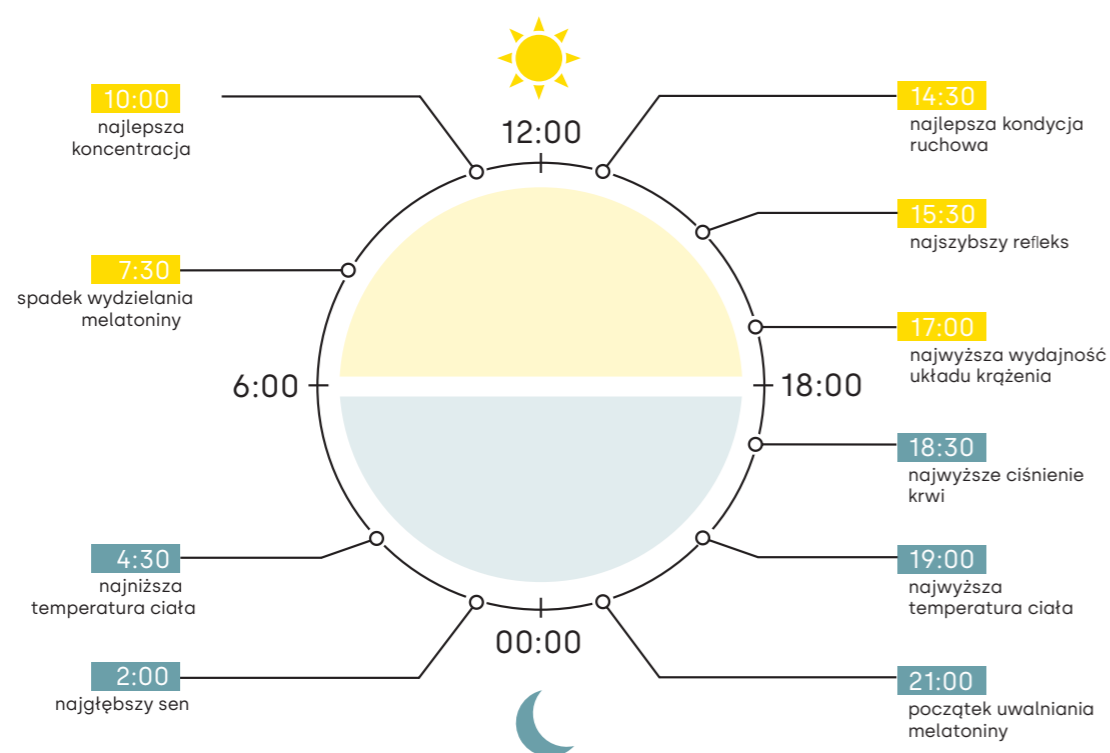 12:00
10:00
najlepsza
koncentracja
7:30
spadek wydzielania
melatoniny
6:00
4:30
najniższa
temperatura ciała
2:00
najgłębszy sen
00:00
14:30
najlepsza kondycja
ruchowa
15:30
najszybszy refleks
17:00
najwyższa wydajność
układu krążenia
18:00
18:30
najwyższe ciśnienie
krwi
19:00
najwyższa
temperatura ciała
21:00
początek uwalniania
melatoniny